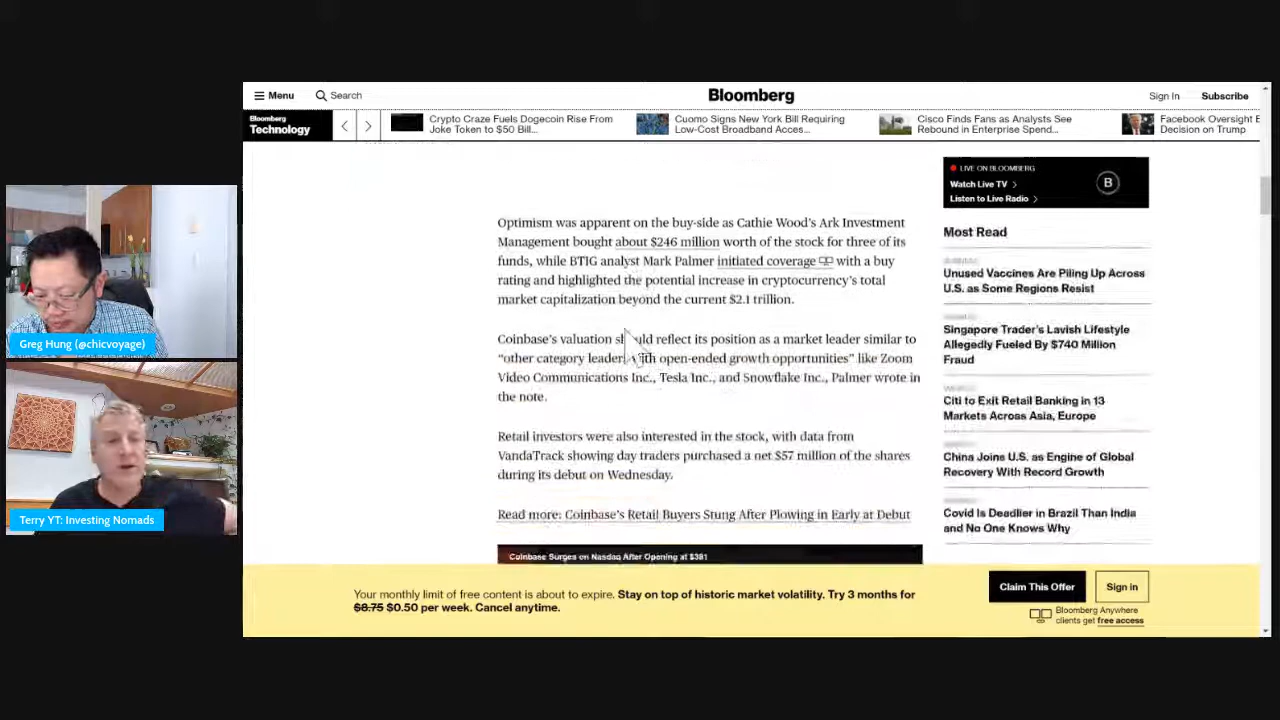 Menu
Search
Bloomberg
Sign In
Subscribe
Bloomberg
Technology
Crypto Craze Fuels Dogecoin Rise From
Joke Token to $50 Bill...
Cuomo Signs New York Bill Requiring
Low-Cost Broadband Acces...
Cisco Finds Fans as Analysts See
Rebound in Enterprise Spend...
Facebook Oversight
Decision on Trump
Optimism was apparent on the buy-side as Cathie Wood's Ark Investment
Management bought about $246 million worth of the stock for three of its
funds, while BTIG analyst Mark Palmer initiated coverage with a buy
rating and highlighted the potential increase in cryptocurrency's total
market capitalization beyond the current $2.1 trillion.
Coinbase's valuation should reflect its position as a market leader similar to
"other category leaders with open-ended growth opportunities" like Zoom
Video Communications Inc., Tesla Inc., and Snowflake Inc., Palmer wrote in
the note.
Retail investors were also interested in the stock, with data from
VandaTrack showing day traders purchased a net $57 million of the shares
during its debut on Wednesday.
Read more: Coinbase's Retail Buyers Stung After Plowing in Early at Debut
Coinbase Surges on Nasdaq After Opening at $381
LIVE ON BLOOMBERG
Watch Live TV
Listen to Live Radio
B
Most Read
Unused Vaccines Are Piling Up Across
U.S. as Some Regions Resist
Singapore Trader's Lavish Lifestyle
Allegedly Fueled By $740 Million
Fraud
Citi to Exit Retail Banking in 13
Markets Across Asia, Europe
China Joins U.S. as Engine of Global
Recovery With Record Growth
Covid Is Deadlier in Brazil Than India
and No One Knows Why
Greg Hung (@chicvoyage)
Terry YT: Investing Nomads
Your monthly limit of free content is about to expire. Stay on top of historic market volatility. Try 3 months for
$8.75 $0.50 per week. Cancel anytime.
Claim This Offer
Sign in
Bloomberg Anywhere
clients get free access